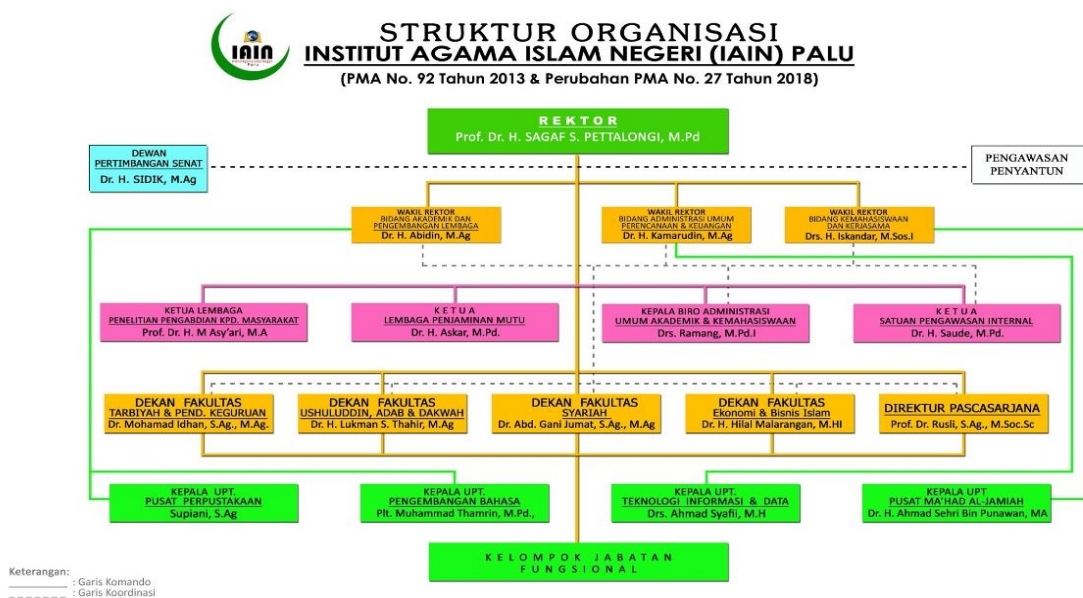 IAIN
Palu
STRUKTUR ORGANISASI
INSTITUT AGAMA ISLAM NEGERI (IAIN) PALU
(PMA No. 92 Tahun 2013 & Perubahan PMA No. 27 Tahun 2018)
REKTOR
Prof. Dr. H. SAGAF S. PETTALONGI, M.Pd
DEWAN
PERTIMBANGAN SENAT
Dr. H. SIDIK, M.Ag
PENGAWASAN
PENYANTUN
WAKIL REKTOR
BIDANG AKADEMIK DAN
PENGEMBANGAN LEMBAGA
Dr. H. Abidin, M.Ag
WAKIL REKTOR
BIDANG ADMINISTRASI UMUM
PERENCANAAN & KEUANGAN
Dr. H. Kamarudin, M.Ag
WAKIL REKTOR
BIDANG KEMAHASISWAAN
DAN KERJASAMA
Drs. H. Iskandar, M.Sos.I
KETUA LEMBAGA
PENELITIAN PENGABDIAN KPD. MASYARAKAT
Prof. Dr. H. M Asy'ari, M.A
K E T U A
LEMBAGA PENJAMINAN MUTU
Dr. H. Askar, M.Pd.
KEPALA BIRO ADMINISTRASI
UMUM AKADEMIK & KEMAHASISWAAN
Drs. Ramang, M.Pd.I
K E T U A
SATUAN PENGAWASAN INTERNAL
Dr. H. Saude, M.Pd.
DEKAN FAKULTAS
TARBIYAH & PEND. KEGURUAN
Dr. Mohamad Idhan, S.Ag., M.Ag.
DEKAN FAKULTAS
USHULUDDIN, ADAB & DAKWAH
Dr. H. Lukman S. Thahir, M.Ag
DEKAN FAKULTAS
SYARIAH
Dr. Abd. Gani Jumat, S.Ag., M.Ag
DEKAN FAKULTAS
Ekonomi & Bisnis Islam
Dr. H. Hilal Malarangan, M.HI
DIREKTUR PASCASARJANA
Prof. Dr. Rusli, S.Ag., M.Soc.Sc
KEPALA UPT.
PUSAT PERPUSTAKAAN
Supiani, S.Ag
KEPALA UPT.
PENGEMBANGAN BAHASA
Plt. Muhammad Thamrin, M.Pd.,
KEPALA UPT.
TEKNOLOGI INFORMASI & DATA
Drs. Ahmad Syafii, M.H
KEPALA UPT
PUSAT MA'HAD AL-JAMIAH
Dr. H. Ahmad Sehri Bin Punawan, MA
KELOMPOK JABATAN
FUNGSIONAL
Keterangan:
: Garis Komando
: Garis Koordinasi